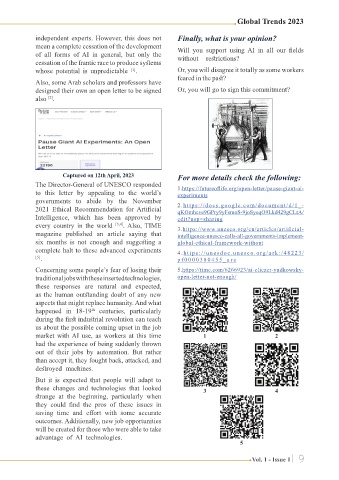 Global Trends 2023
independent experts. However, this does not
mean a complete cessation of the development
of all forms of AI in general, but only the
cessation of the frantic race to produce systems
whose potential is unpredictable [1].
Also, some Arab scholars and professors have
designed their own an open letter to be signed
also [2].
Pause Giant AI Experiments: An Open
Letter
Captured on 12th April, 2023
The Director-General of UNESCO responded
to this letter by appealing to the world's
governments to abide by the November
2021 Ethical Recommendation for Artificial
Intelligence, which has been approved by
every country in the world [3,4]. Also, TIME
magazine published an article saying that
six months is not enough and suggesting a
complete halt to these advanced experiments
[5].
Concerning some people's fear of losing their
traditional jobs with these inserted technologies,
these responses are natural and expected,
as the human outstanding doubt of any new
aspects that might replace humanity. And what
happened in 18-19th centuries, particularly
during the first industrial revolution can teach
us about the possible coming upset in the job
market with AI use, as workers at this time
had the experience of being suddenly thrown
out of their jobs by automation. But rather
than accept it, they fought back, attacked, and
destroyed machines.
But it is expected that people will adapt to
these changes and technologies that looked
strange at the beginning, particularly when
they could find the pros of these issues in
saving time and effort with some accurate
outcomes. Additionally, new job opportunities
will be created for those who were able to take
advantage of AI technologies.
Finally, what is your opinion?
Will you support using AI in all our fields
without restrictions?
Or, you will disagree it totally as some workers
feared in the past?
Or, you will go to sign this commitment?
For more details check the following:
1.https://futureoflife.org/open-letter/pause-giant-ai-
experiments
3. https://www.unesco.org/en/articles/artificial-
intelligence-unesco-calls-all-governments-implement-
global-ethical-framework-without
4. https://unesdoc.unesco.org/ark:/48223/
pf0000380455_eru
5.https://time.com/6266923/ai-eliezer-yudkowsky-
open-letter-not-enough/
1 2
3 4
5
Vol. 1 - Issue 1 9